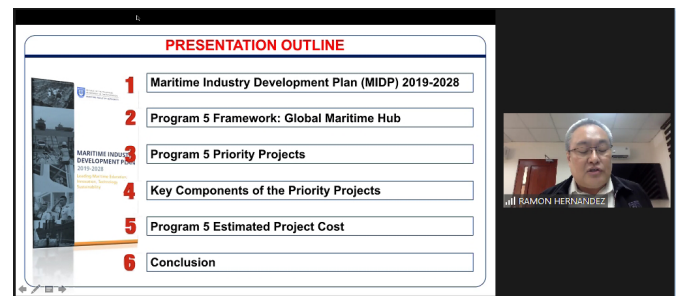 PRESENTATION OUTLINE
1 Maritime Industry Development Plan (MIDP) 2019-2028
2 Program 5 Framework: Global Maritime Hub
3 Program 5 Priority Projects
4 Key Components of the Priority Projects
5 Program 5 Estimated Project Cost
6 Conclusion
MARITIME INDUS
DEVELOPMENT PLA
2019-2028
RAMON HERNANDEZ